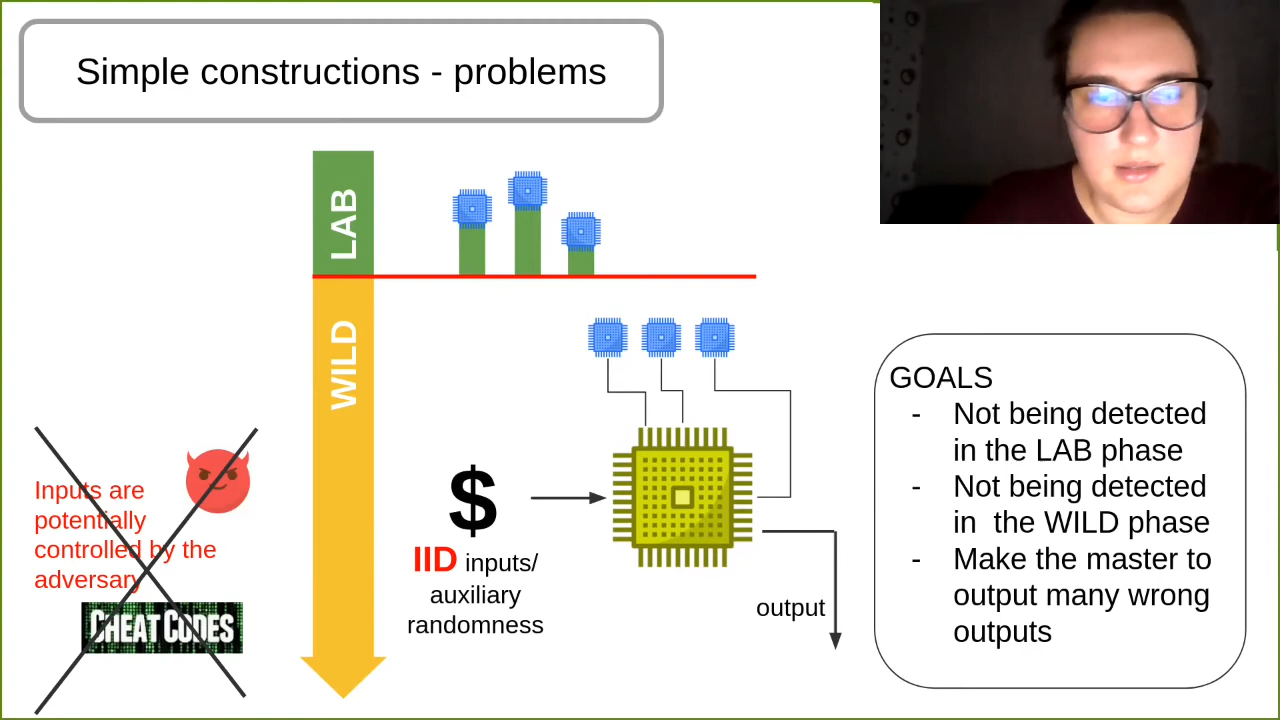 Simple constructions - problems
LAB
WILD
Inputs are
potentially
controlled by the
adversary
CHEAT CODES
$
IID inputs/
auxiliary
randomness
output
GOALS
- Not being detected
in the LAB phase
- Not being detected
in  the WILD phase
- Make the master to
output many wrong
outputs